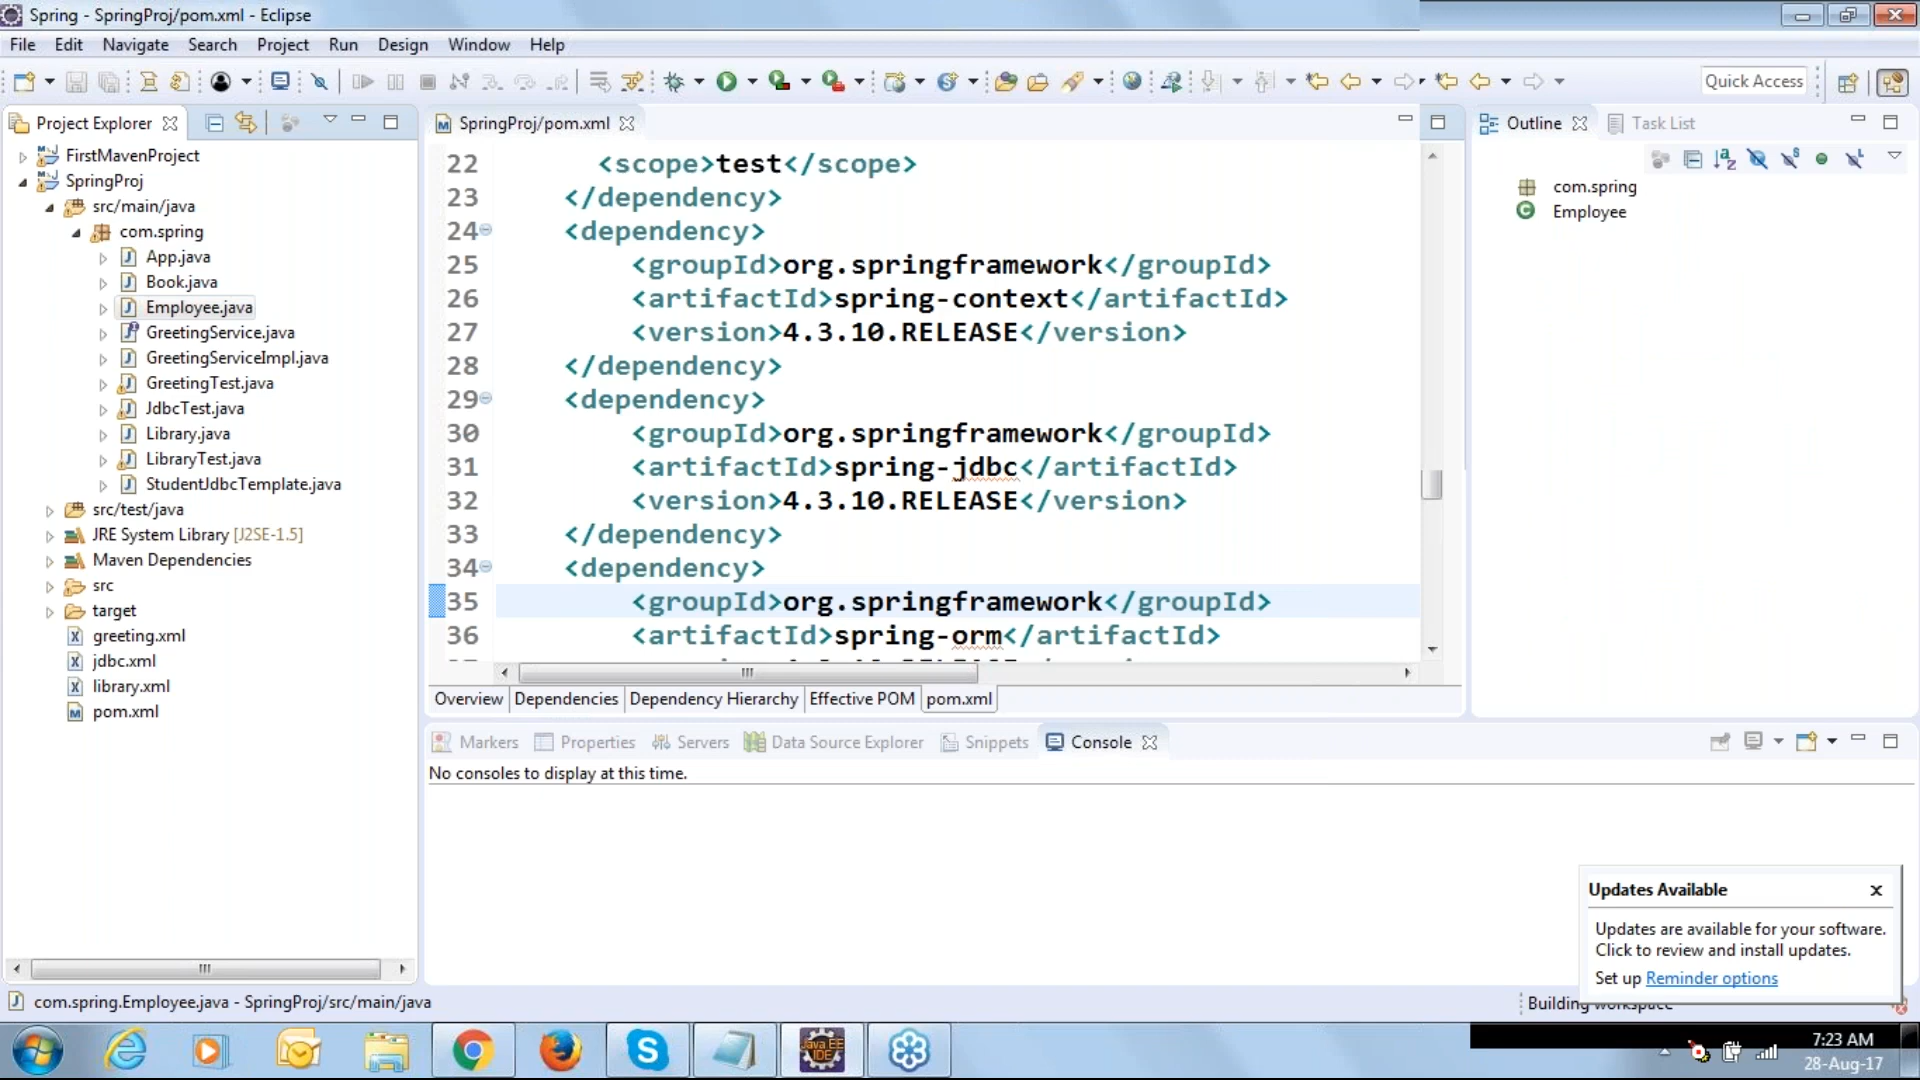 Spring - SpringProj/pom.xml - Eclipse
File Edit Navigate Search Project Run Design Window Help
Quick Access
Project Explorer
FirstMavenProject
SpringProj
src/main/java
com.spring
App.java
Book.java
Employee.java
GreetingService.java
GreetingServiceImpl.java
GreetingTest.java
JdbcTest.java
Library.java
LibraryTest.java
StudentJdbcTemplate.java
src/test/java
JRE System Library [J2SE-1.5]
Maven Dependencies
src
target
greeting.xml
jdbc.xml
library.xml
pom.xml
SpringProj/pom.xml
22 <scope>test</scope>
23 </dependency>
24 <dependency>
25 <groupId>org.springframework</groupId>
26 <artifactId>spring-context</artifactId>
27 <version>4.3.10.RELEASE</version>
28 </dependency>
29 <dependency>
30 <groupId>org.springframework</groupId>
31 <artifactId>spring-jdbc</artifactId>
32 <version>4.3.10.RELEASE</version>
33 </dependency>
34 <dependency>
35 <groupId>org.springframework</groupId>
36 <artifactId>spring-orm</artifactId>
Overview Dependencies Dependency Hierarchy Effective POM pom.xml
Outline Task List
com.spring
Employee
Markers Properties Servers Data Source Explorer Snippets Console
No consoles to display at this time.
Updates Available
Updates are available for your software.
Click to review and install updates.
Set up Reminder options
com.spring.Employee.java - SpringProj/src/main/java
Building workspace
Java EE
IDE
7:23 AM
28-Aug-17